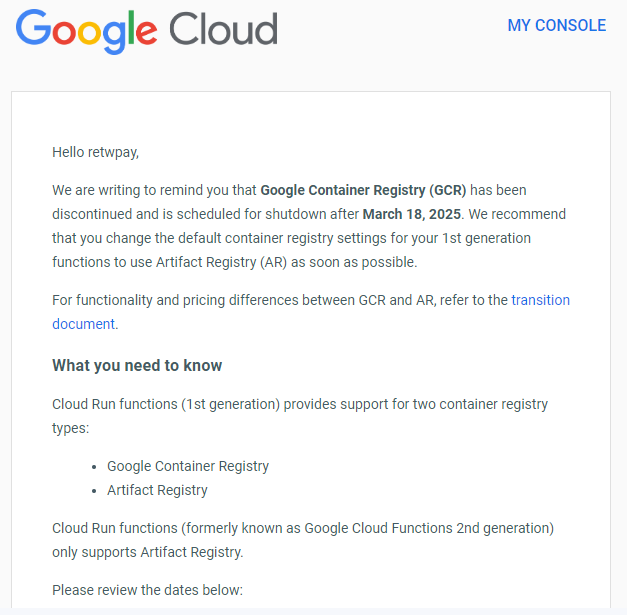 Google Cloud
MY CONSOLE
Hello retwpay,
We are writing to remind you that Google Container Registry (GCR) has been
discontinued and is scheduled for shutdown after March 18, 2025. We recommend
that you change the default container registry settings for your 1st generation
functions to use Artifact Registry (AR) as soon as possible.
For functionality and pricing differences between GCR and AR, refer to the transition
document.
What you need to know
Cloud Run functions (1st generation) provides support for two container registry
types:
• Google Container Registry
• Artifact Registry
Cloud Run functions (formerly known as Google Cloud Functions 2nd generation)
only supports Artifact Registry.
Please review the dates below: